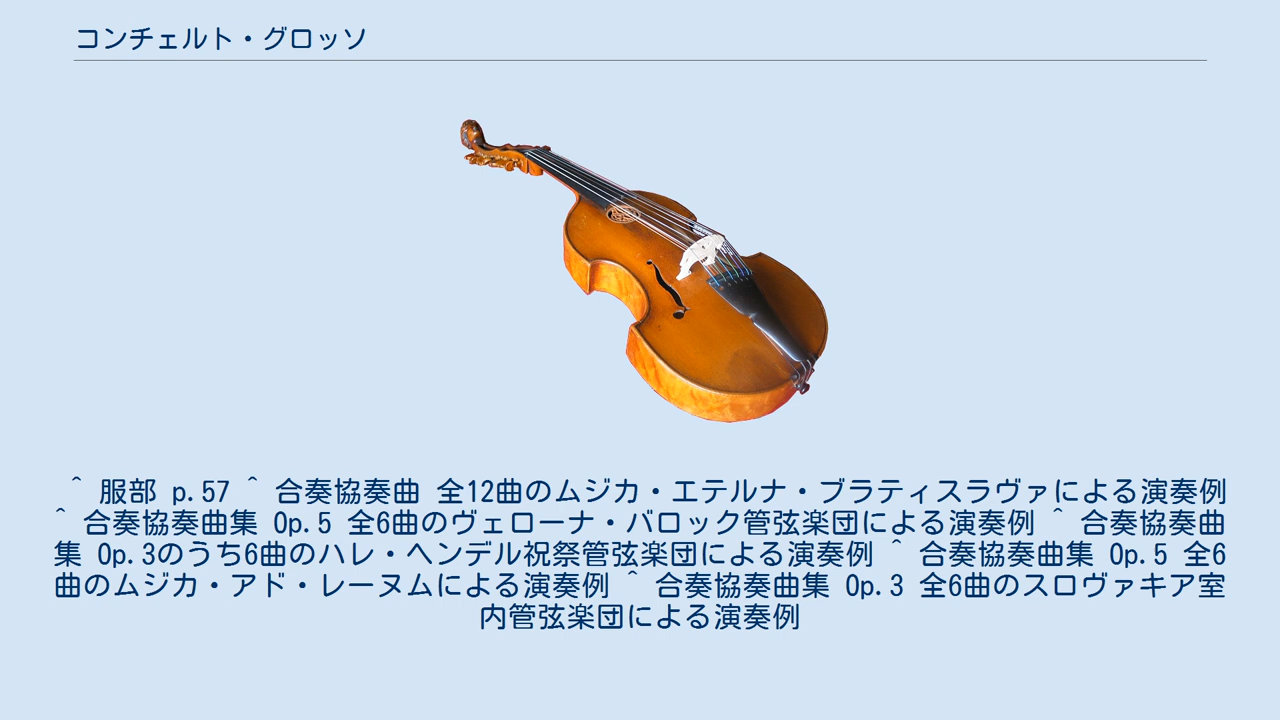 コンチェルト・グロッソ
^ 服部 p.57 ^ 合奏協奏曲 全12曲のムジカ・エテルナ・ブラティスラヴァによる演奏例
^ 合奏協奏曲集 Op.5 全6曲のヴェローナ・バロック管弦楽団による演奏例 ^ 合奏協奏曲
集 Op.3のうち6曲のハレ・ヘンデル祝祭管弦楽団による演奏例 ^ 合奏協奏曲集 Op.5 全6
曲のムジカ・アド・レーヌムによる演奏例 ^ 合奏協奏曲集 Op.3 全6曲のスロヴァキア室
内管弦楽団による演奏例